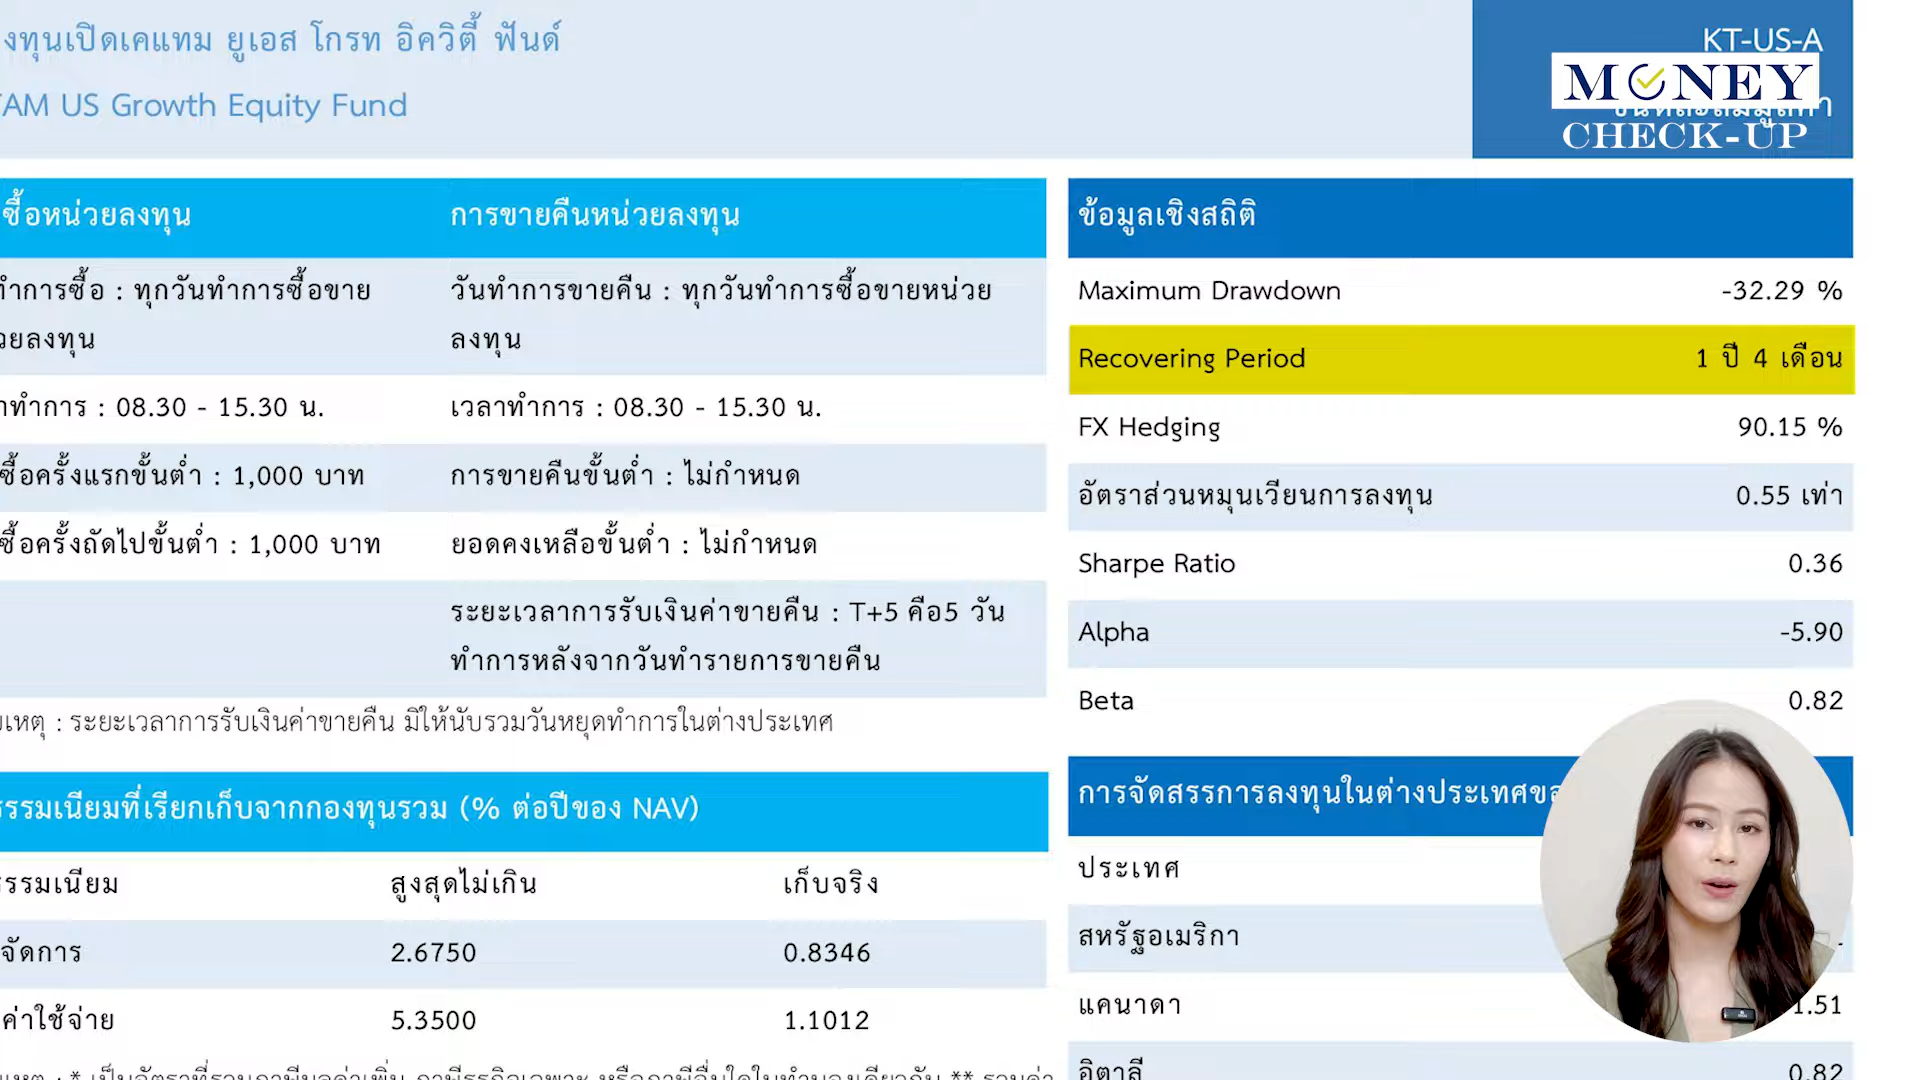 งทุนเปิดเคแทม ยูเอส โกรท อิควิตี้ ฟันด์
TAM US Growth Equity Fund
KT-US-A
MONEY
CHECK-UP
ซื้อหน่วยลงทุน
ทำการซื้อ : ทุกวันทำการซื้อขาย
วยลงทุน
าทำการ : 08.30 - 15.30 น.
ซื้อครั้งแรกขั้นต่ำ : 1,000 บาท
ซื้อครั้งถัดไปขั้นต่ำ : 1,000 บาท
การขายคืนหน่วยลงทุน
วันทำการขายคืน : ทุกวันทำการซื้อขายหน่วย
ลงทุน
เวลาทำการ : 08.30 - 15.30 น.
การขายคืนขั้นต่ำ : ไม่กำหนด
ยอดคงเหลือขั้นต่ำ : ไม่กำหนด
ระยะเวลาการรับเงินค่าขายคืน : T+5 คือ5 วัน
ทำการหลังจากวันทำรายการขายคืน
ยเหตุ : ระยะเวลาการรับเงินค่าขายคืน มิให้นับรวมวันหยุดทำการในต่างประเทศ
รรมเนียมที่เรียกเก็บจากกองทุนรวม (% ต่อปีของ NAV)
รรมเนียม สูงสุดไม่เกิน เก็บจริง
จัดการ 2.6750 0.8346
ค่าใช้จ่าย 5.3500 1.1012
ข้อมูลเชิงสถิติ
Maximum Drawdown -32.29 %
Recovering Period 1 ปี 4 เดือน
FX Hedging 90.15 %
อัตราส่วนหมุนเวียนการลงทุน 0.55 เท่า
Sharpe Ratio 0.36
Alpha -5.90
Beta 0.82
การจัดสรรการลงทุนในต่างประเทศขอ
ประเทศ
สหรัฐอเมริกา
แคนาดา 1.51
อิตาลี 0.82